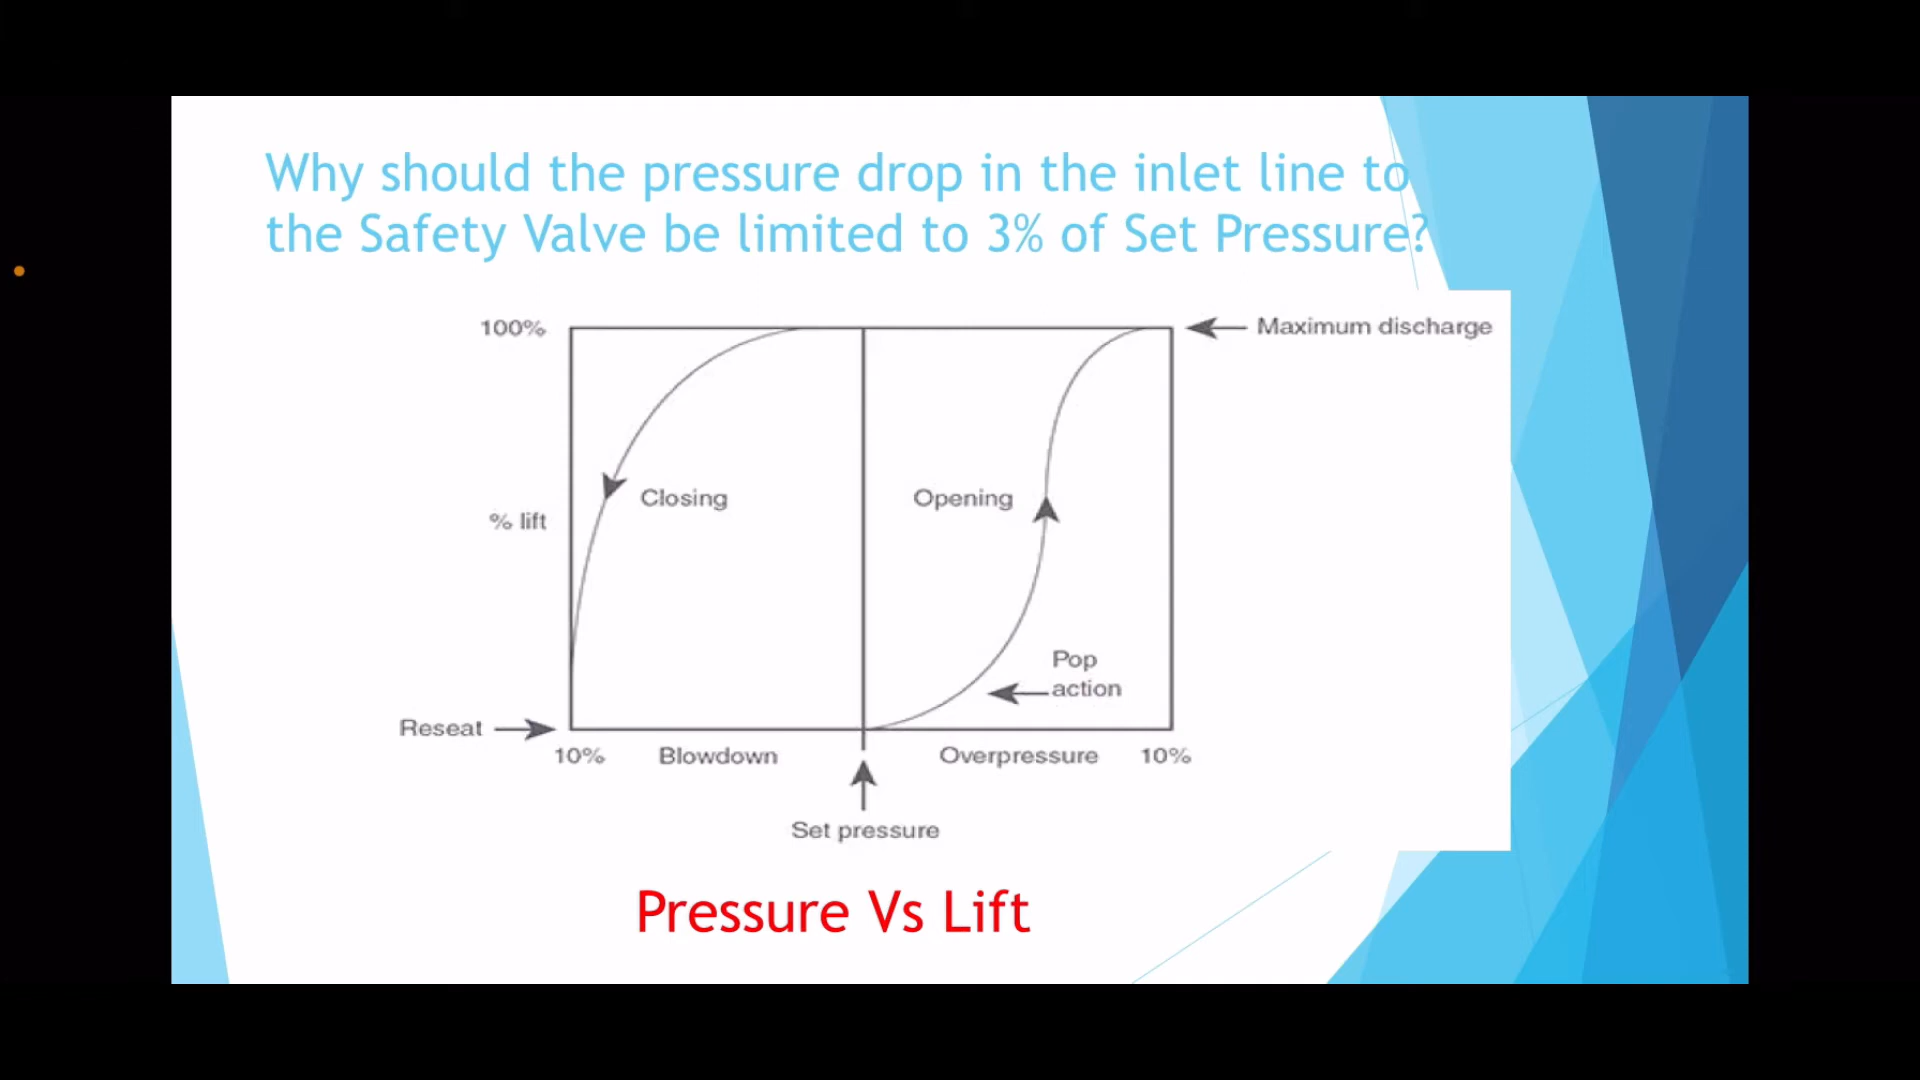 Why should the pressure drop in the inlet line to
the Safety Valve be limited to 3% of Set Pressure?
100%
Maximum discharge
Closing
Opening
% lift
Pop
action
Reseat
10%
Blowdown
Overpressure
10%
Set pressure
Pressure Vs Lift